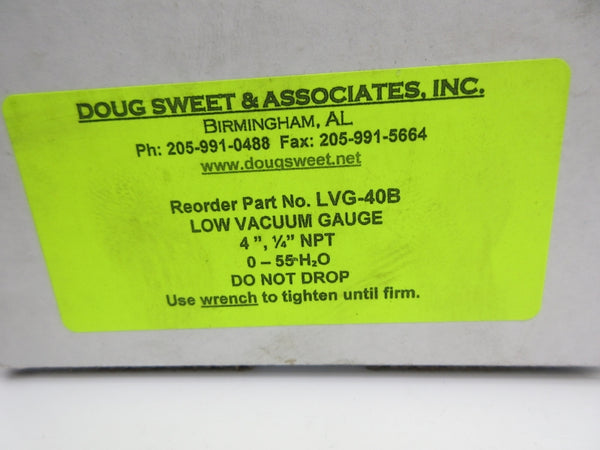 DOUG SWEET & ASSOCIATES, INC.
BIRMINGHAM, AL
Ph: 205-991-0488 Fax: 205-991-5664
www.dougsweet.net
Reorder Part No. LVG-40B
LOW VACUUM GAUGE
4 ", ¼" NPT
0 – 55" H₂O
DO NOT DROP
Use wrench to tighten until firm.